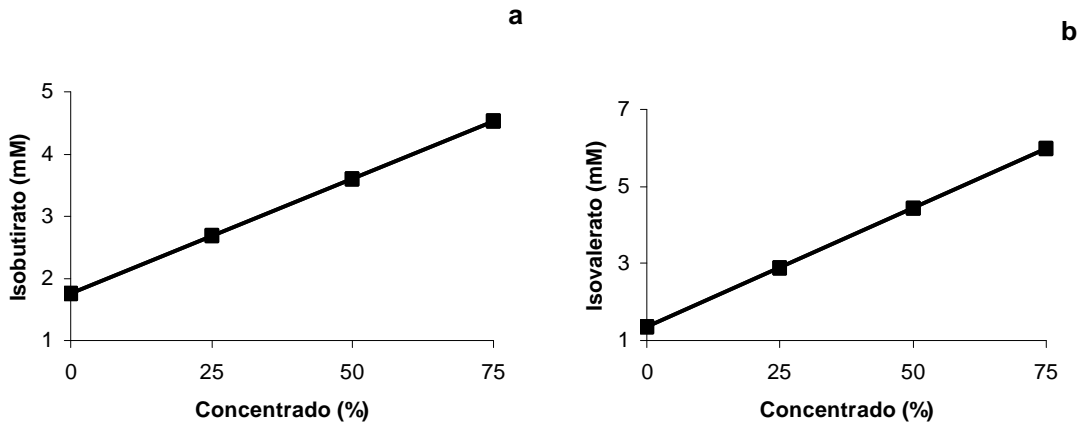 a
5
4
3
2
1
Isobutirato (mM)
0 25 50 75
Concentrado (%)
b
7
5
3
1
Isovalerato (mM)
0 25 50 75
Concentrado (%)